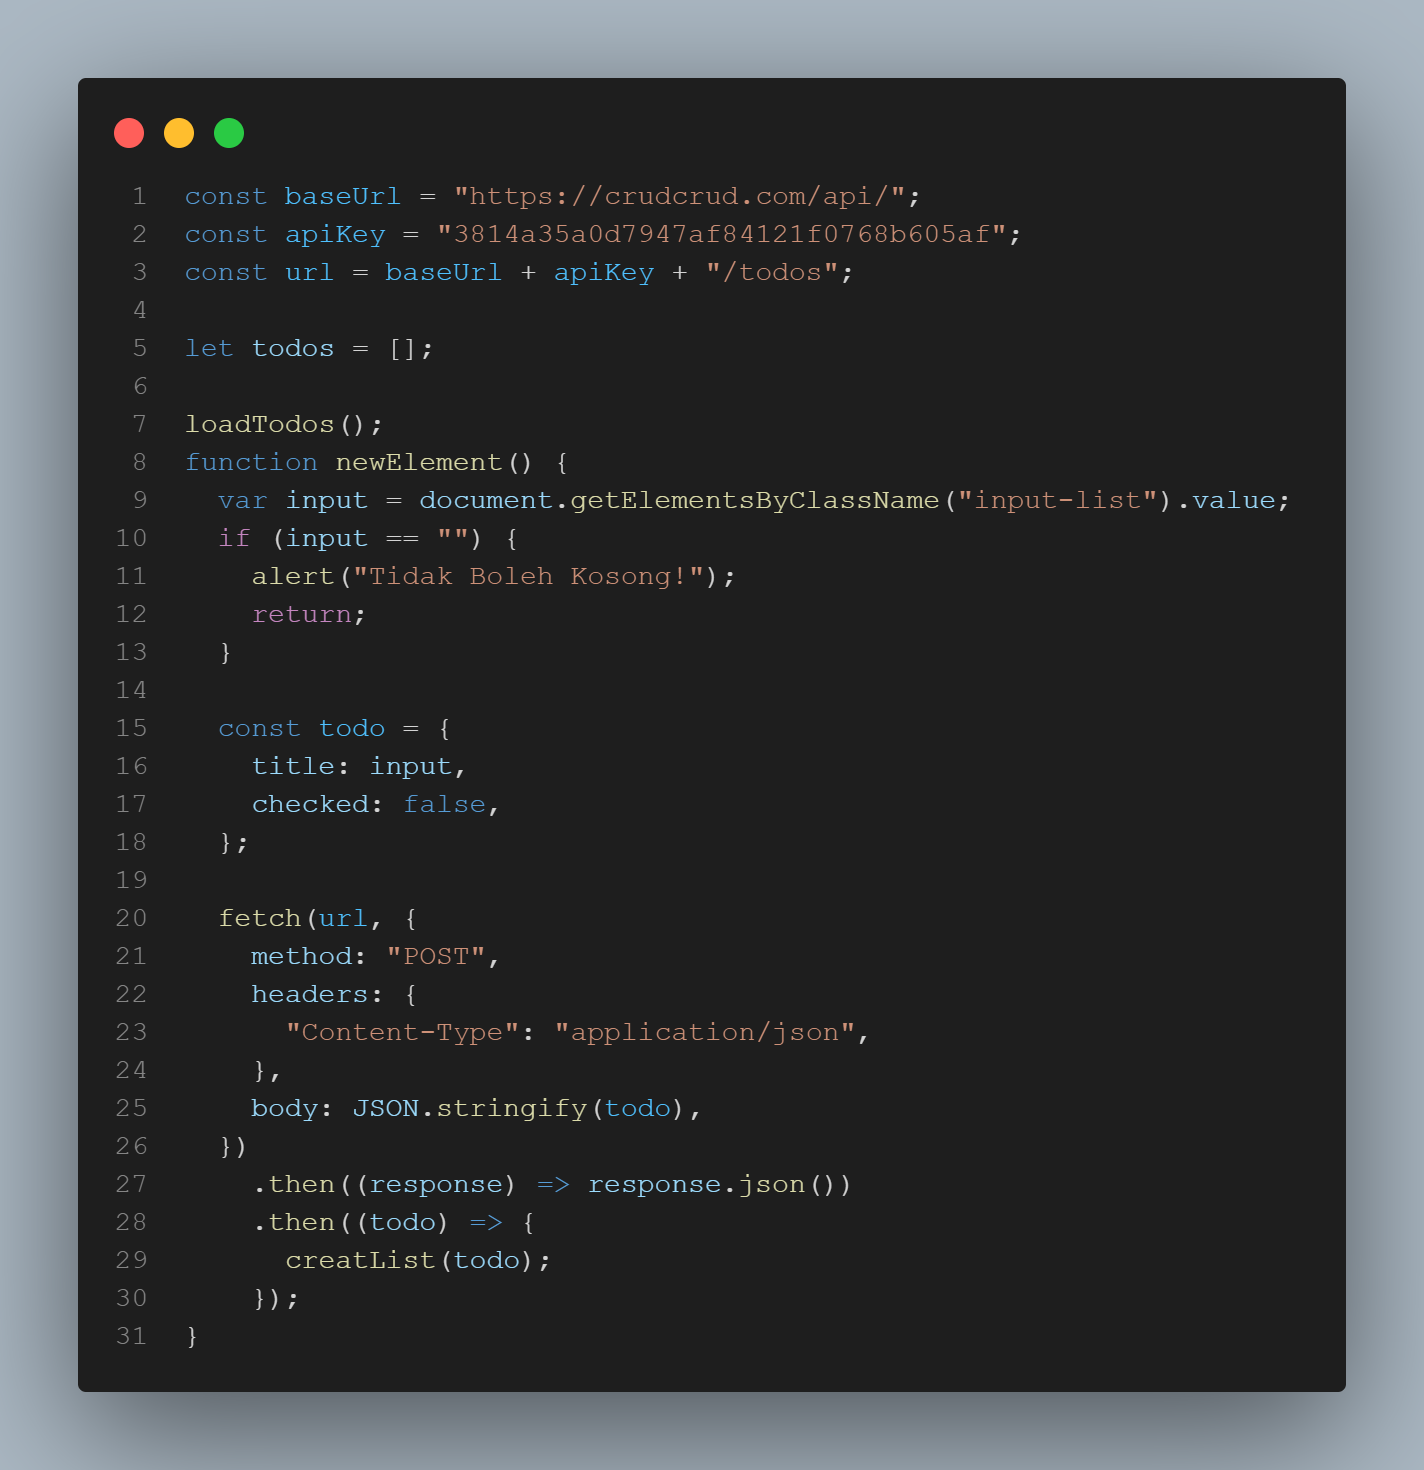 1 const baseUrl = "https://crudcrud.com/api/";
2 const apiKey = "3814a35a0d7947af84121f0768b605af";
3 const url = baseUrl + apiKey + "/todos";
4
5 let todos = [];
6
7 loadTodos();
8 function newElement() {
9   var input = document.getElementsByClassName("input-list").value;
10   if (input == "") {
11     alert("Tidak Boleh Kosong!");
12     return;
13   }
14
15   const todo = {
16     title: input,
17     checked: false,
18   };
19
20   fetch(url, {
21     method: "POST",
22     headers: {
23       "Content-Type": "application/json",
24     },
25     body: JSON.stringify(todo),
26   })
27     .then((response) => response.json())
28     .then((todo) => {
29       creatList(todo);
30     });
31 }